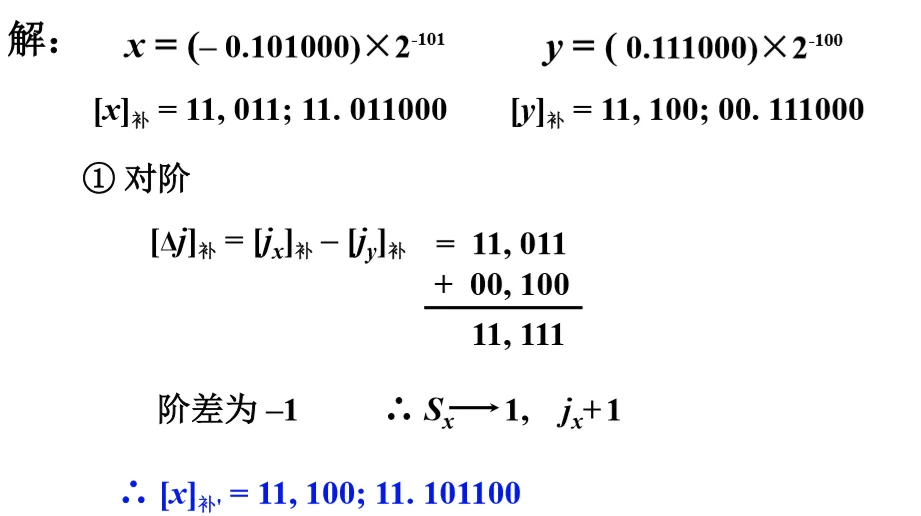 解： x = (– 0.101000)×2-101 y = ( 0.111000)×2-100
[x]补 = 11, 011; 11. 011000 [y]补 = 11, 100; 00. 111000
① 对阶
[Δj]补 = [jx]补 – [jy]补 = 11, 011
+ 00, 100
11, 111
阶差为 –1 ∴ Sx⟶1, jx+1
∴ [x]补' = 11, 100; 11. 101100